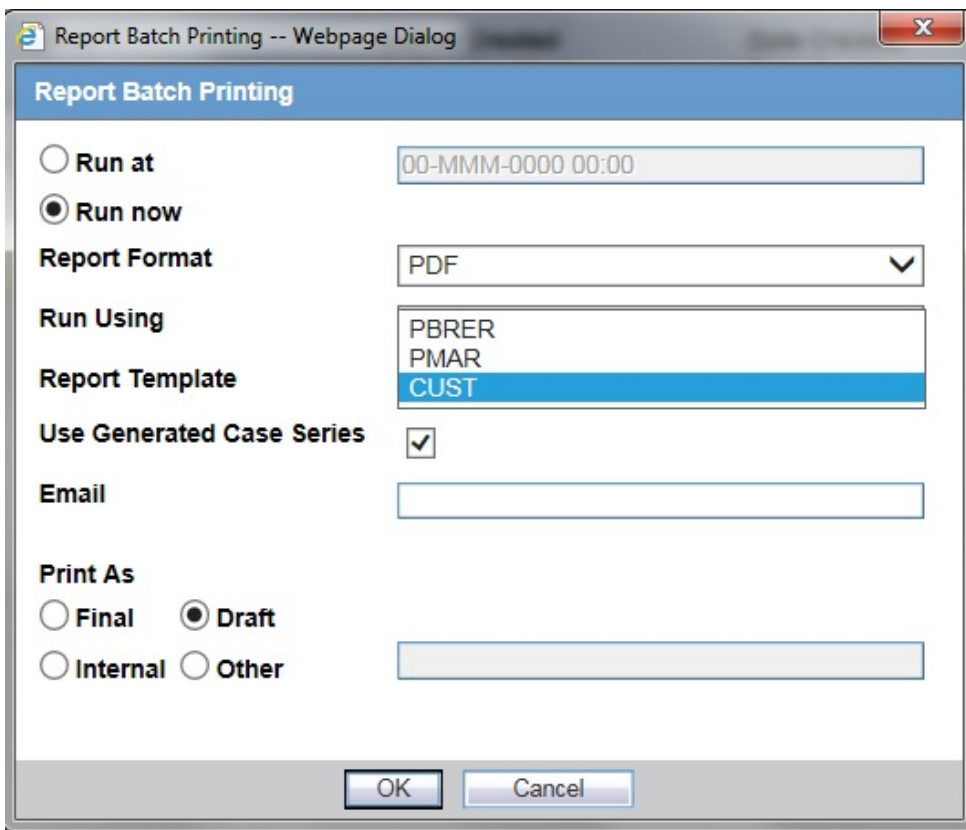 Report Batch Printing -- Webpage Dialog
Report Batch Printing
Run at 00-MMM-0000 00:00
Run now
Report Format PDF
Run Using
PBRER
PMAR
Report Template
CUST
Use Generated Case Series
Email
Print As
Final Draft
Internal Other
OK Cancel